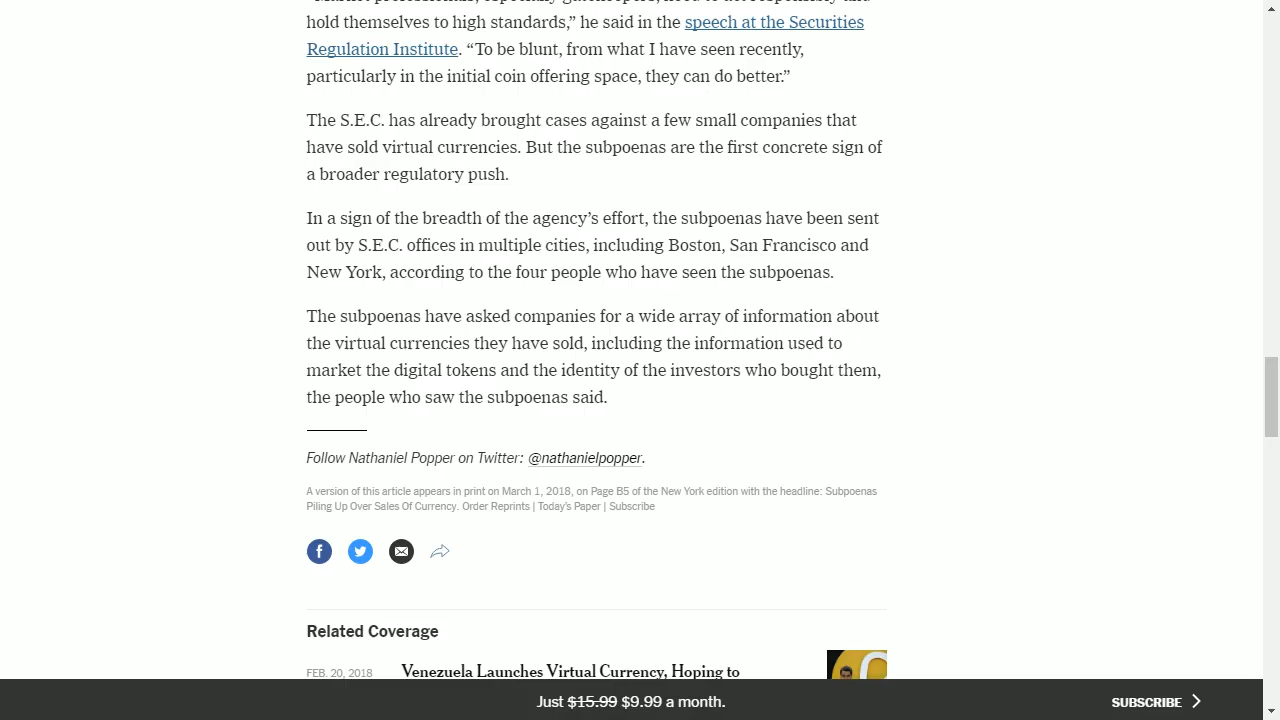 hold themselves to high standards,” he said in the speech at the Securities
Regulation Institute. “To be blunt, from what I have seen recently,
particularly in the initial coin offering space, they can do better.”
The S.E.C. has already brought cases against a few small companies that
have sold virtual currencies. But the subpoenas are the first concrete sign of
a broader regulatory push.
In a sign of the breadth of the agency’s effort, the subpoenas have been sent
out by S.E.C. offices in multiple cities, including Boston, San Francisco and
New York, according to the four people who have seen the subpoenas.
The subpoenas have asked companies for a wide array of information about
the virtual currencies they have sold, including the information used to
market the digital tokens and the identity of the investors who bought them,
the people who saw the subpoenas said.
Follow Nathaniel Popper on Twitter: @nathanielpopper.
A version of this article appears in print on March 1, 2018, on Page B5 of the New York edition with the headline: Subpoenas
Piling Up Over Sales Of Currency. Order Reprints | Today’s Paper | Subscribe
Related Coverage
FEB. 20, 2018 Venezuela Launches Virtual Currency, Hoping to
Just $15.99 $9.99 a month.
SUBSCRIBE